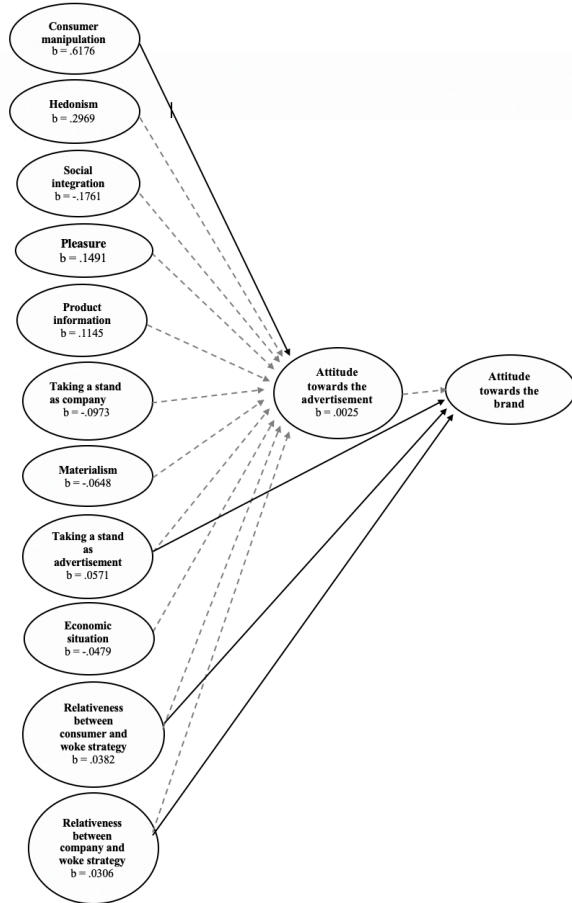 Consumer
manipulation
b = .6176
Hedonism
b = .2969
Social
integration
b = -.1761
Pleasure
b = .1491
Product
information
b = .1145
Taking a stand
as company
b = -.0973
Materialism
b = -.0648
Taking a stand
as
advertisement
b = .0571
Economic
situation
b = -.0479
Relativeness
between
consumer and
woke strategy
b = .0382
Relativeness
between
company and
woke strategy
b = .0306
Attitude
towards the
advertisement
b = .0025
Attitude
towards the
brand